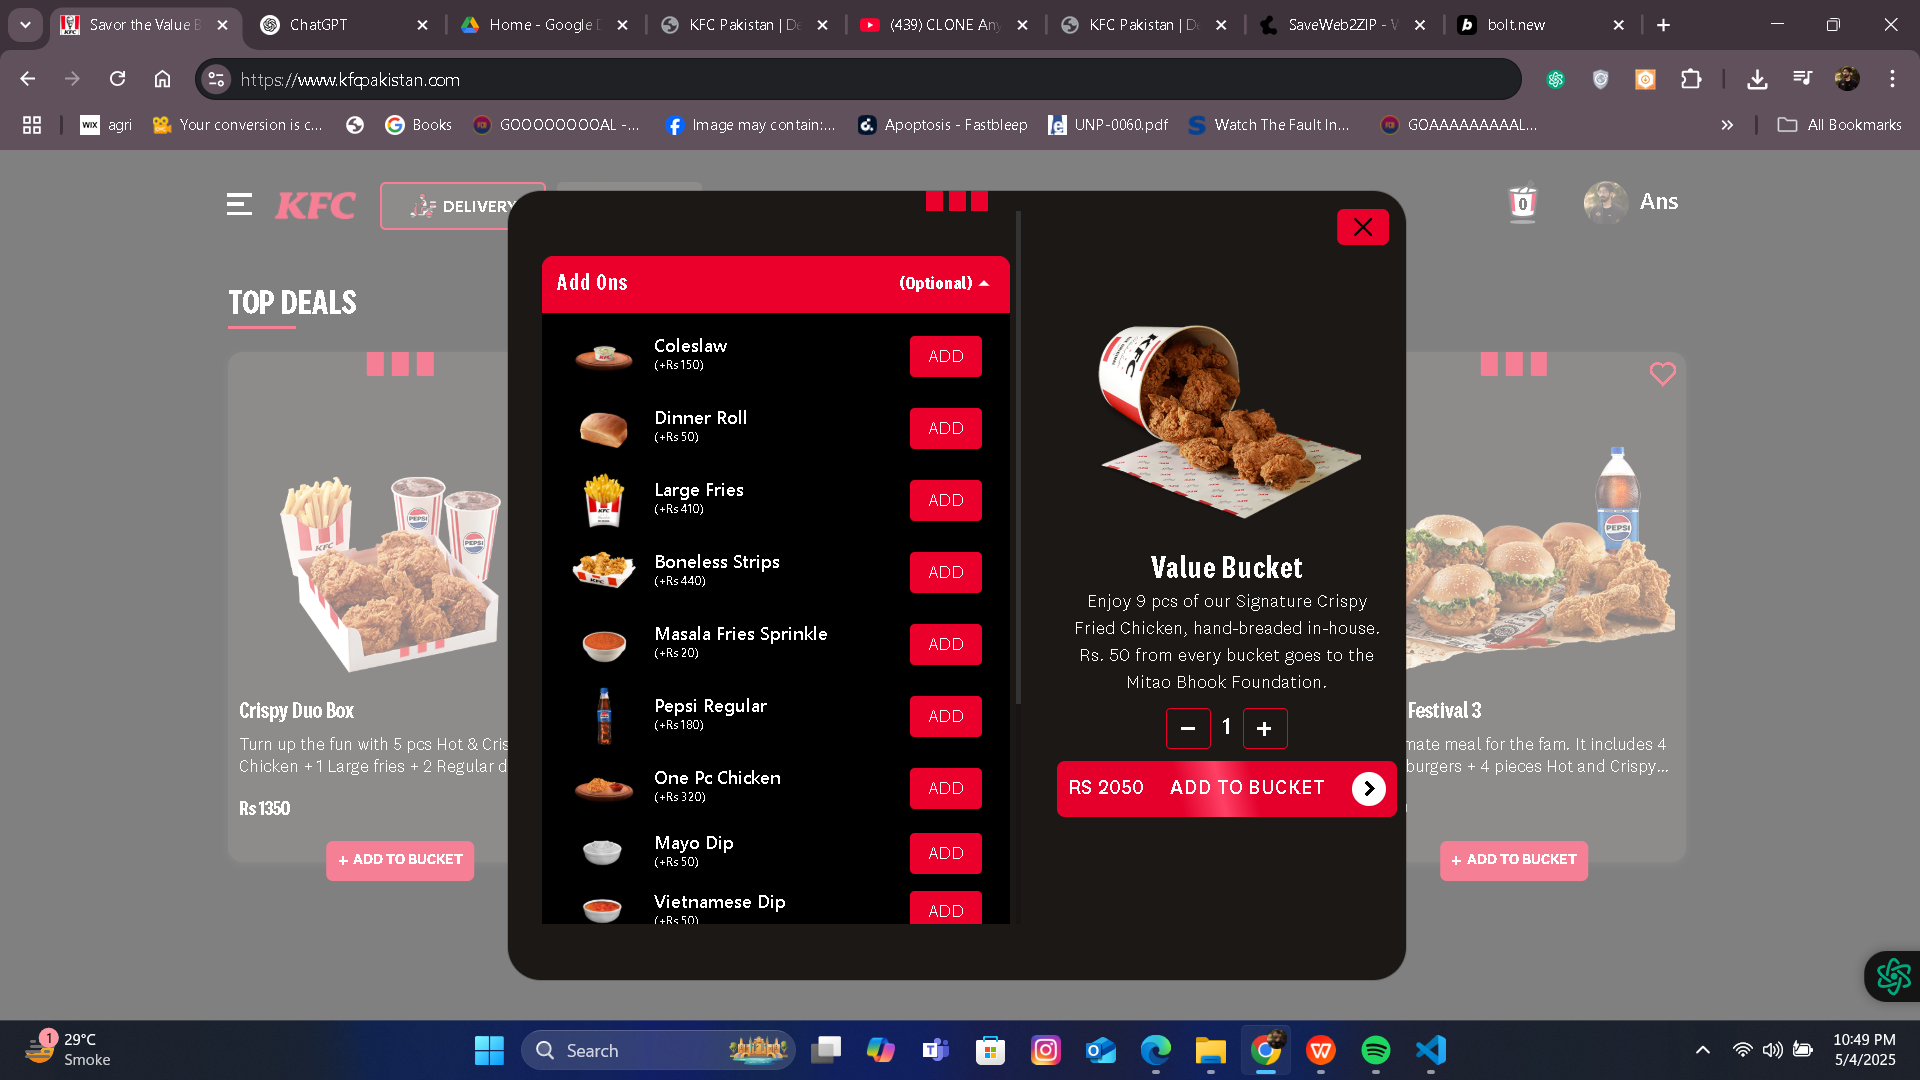 Savor the Value B
ChatGPT
Home - Google D
KFC Pakistan | De
(439) CLONE Any
KFC Pakistan | De
SaveWeb2ZIP - W
bolt.new
https://www.kfcpakistan.com
WIX agri
Your conversion is c...
Books
GOOOOOOOAL -...
Image may contain:...
Apoptosis - Fastbleep
UNP-0060.pdf
Watch The Fault In...
GOAAAAAAAAAL...
All Bookmarks
KFC
DELIVERY
0
Ans
TOP DEALS
Add Ons
(Optional)
Coleslaw
(+Rs 150)
ADD
Dinner Roll
(+Rs 50)
ADD
Large Fries
(+Rs 410)
ADD
Boneless Strips
(+Rs 440)
ADD
Masala Fries Sprinkle
(+Rs 20)
ADD
Pepsi Regular
(+Rs 180)
ADD
One Pc Chicken
(+Rs 320)
ADD
Mayo Dip
(+Rs 50)
ADD
Vietnamese Dip
(+Rs 50)
ADD
KFC
Value Bucket
Enjoy 9 pcs of our Signature Crispy
Fried Chicken, hand-breaded in-house.
Rs. 50 from every bucket goes to the
Mitao Bhook Foundation.
− 1 +
RS 2050 ADD TO BUCKET
KFC
PEPSI
PEPSI
Crispy Duo Box
Turn up the fun with 5 pcs Hot & Cris
Chicken + 1 Large fries + 2 Regular d
Rs 1350
+ ADD TO BUCKET
PEPSI
Festival 3
mate meal for the fam. It includes 4
burgers + 4 pieces Hot and Crispy...
+ ADD TO BUCKET
1
29°C
Smoke
Search
10:49 PM
5/4/2025